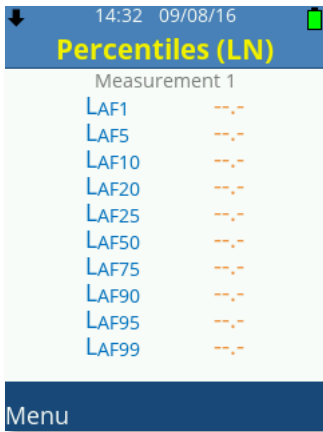 14:32 09/08/16
Percentiles (LN)
Measurement 1
LAF1 --.-
LAF5 --.-
LAF10 --.-
LAF20 --.-
LAF25 --.-
LAF50 --.-
LAF75 --.-
LAF90 --.-
LAF95 --.-
LAF99 --.-
Menu